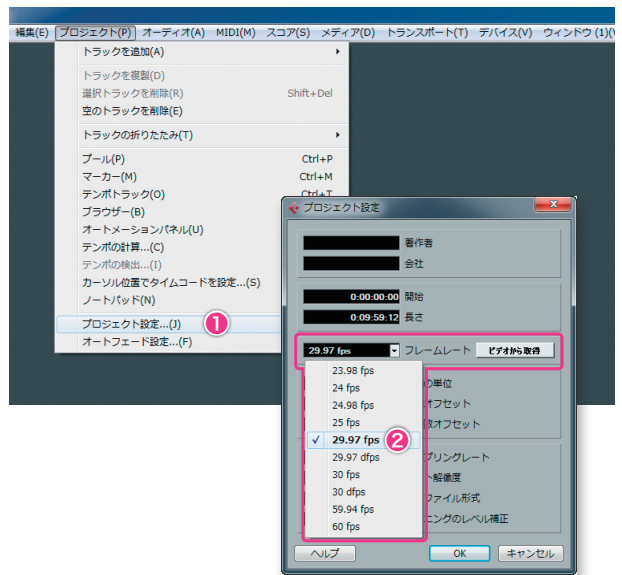 編集(E) プロジェクト(P) オーディオ(A) MIDI(M) スコア(S) メディア(P) トランスポート(T) デバイス(V) ウィンドウ (1)(
トラックを追加(A)
トラックを複製(D)
選択トラックを削除(R) Shift+Del
空のトラックを削除(E)
トラックの折りたたみ(T)
プール(P) Ctrl+P
マーカー(M) Ctrl+M
テンポトラック(O) Ctrl+T
ブラウザー(B)
オートメーションパネル(U)
テンポの計算...(C)
テンポの検出...(I)
カーソル位置でタイムコードを設定...(S)
ノートパッド(N)
プロジェクト設定...(J) 1
オートフェード設定...(F)
プロジェクト設定
著作者
会社
0:00:00:00 開始
0:09:59:12 長さ
29.97 fps フレームレート ビデオから取得
23.98 fps
24 fps の単位
24.98 fps オフセット
25 fps 数オフセット
✓ 29.97 fps 2
29.97 dfps プリングレート
30 fps ト解像度
30 dfps ファイル形式
59.94 fps ニングのレベル補正
60 fps
ヘルプ OK キャンセル